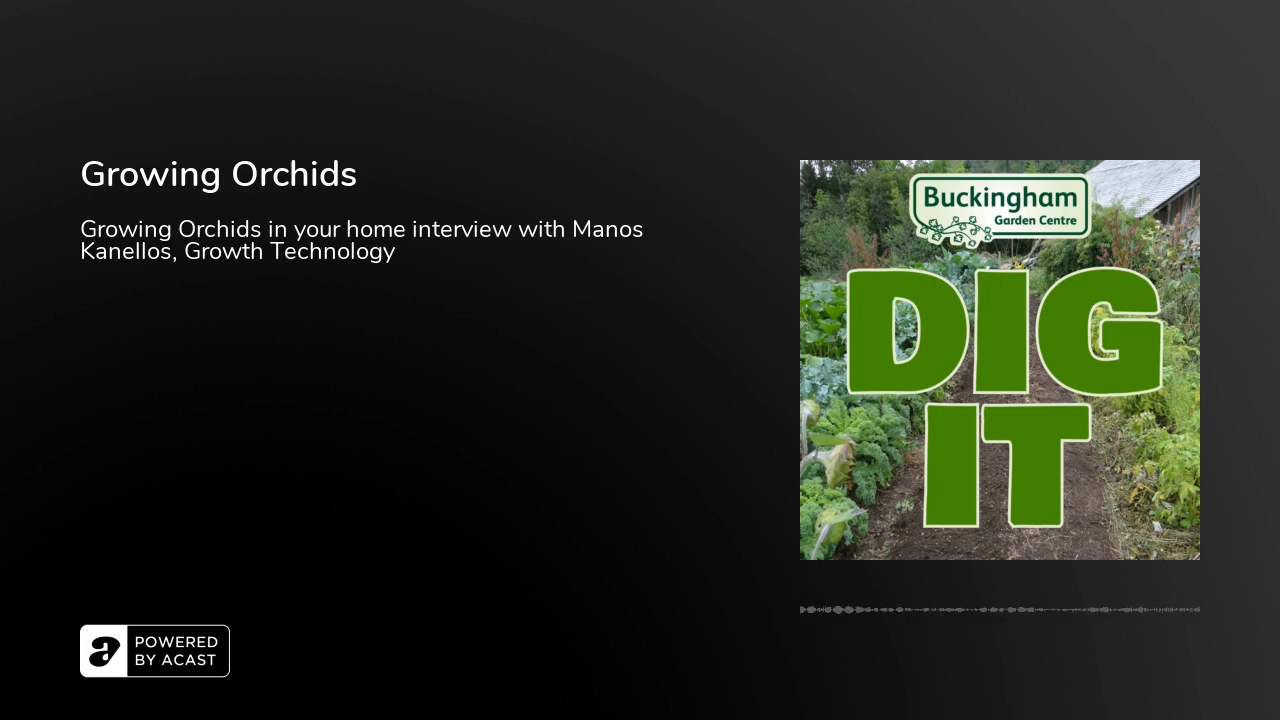 Growing Orchids
Growing Orchids in your home interview with Manos
Kanellos, Growth Technology
Buckingham
Garden Centre
DIG
IT
POWERED
BY ACAST